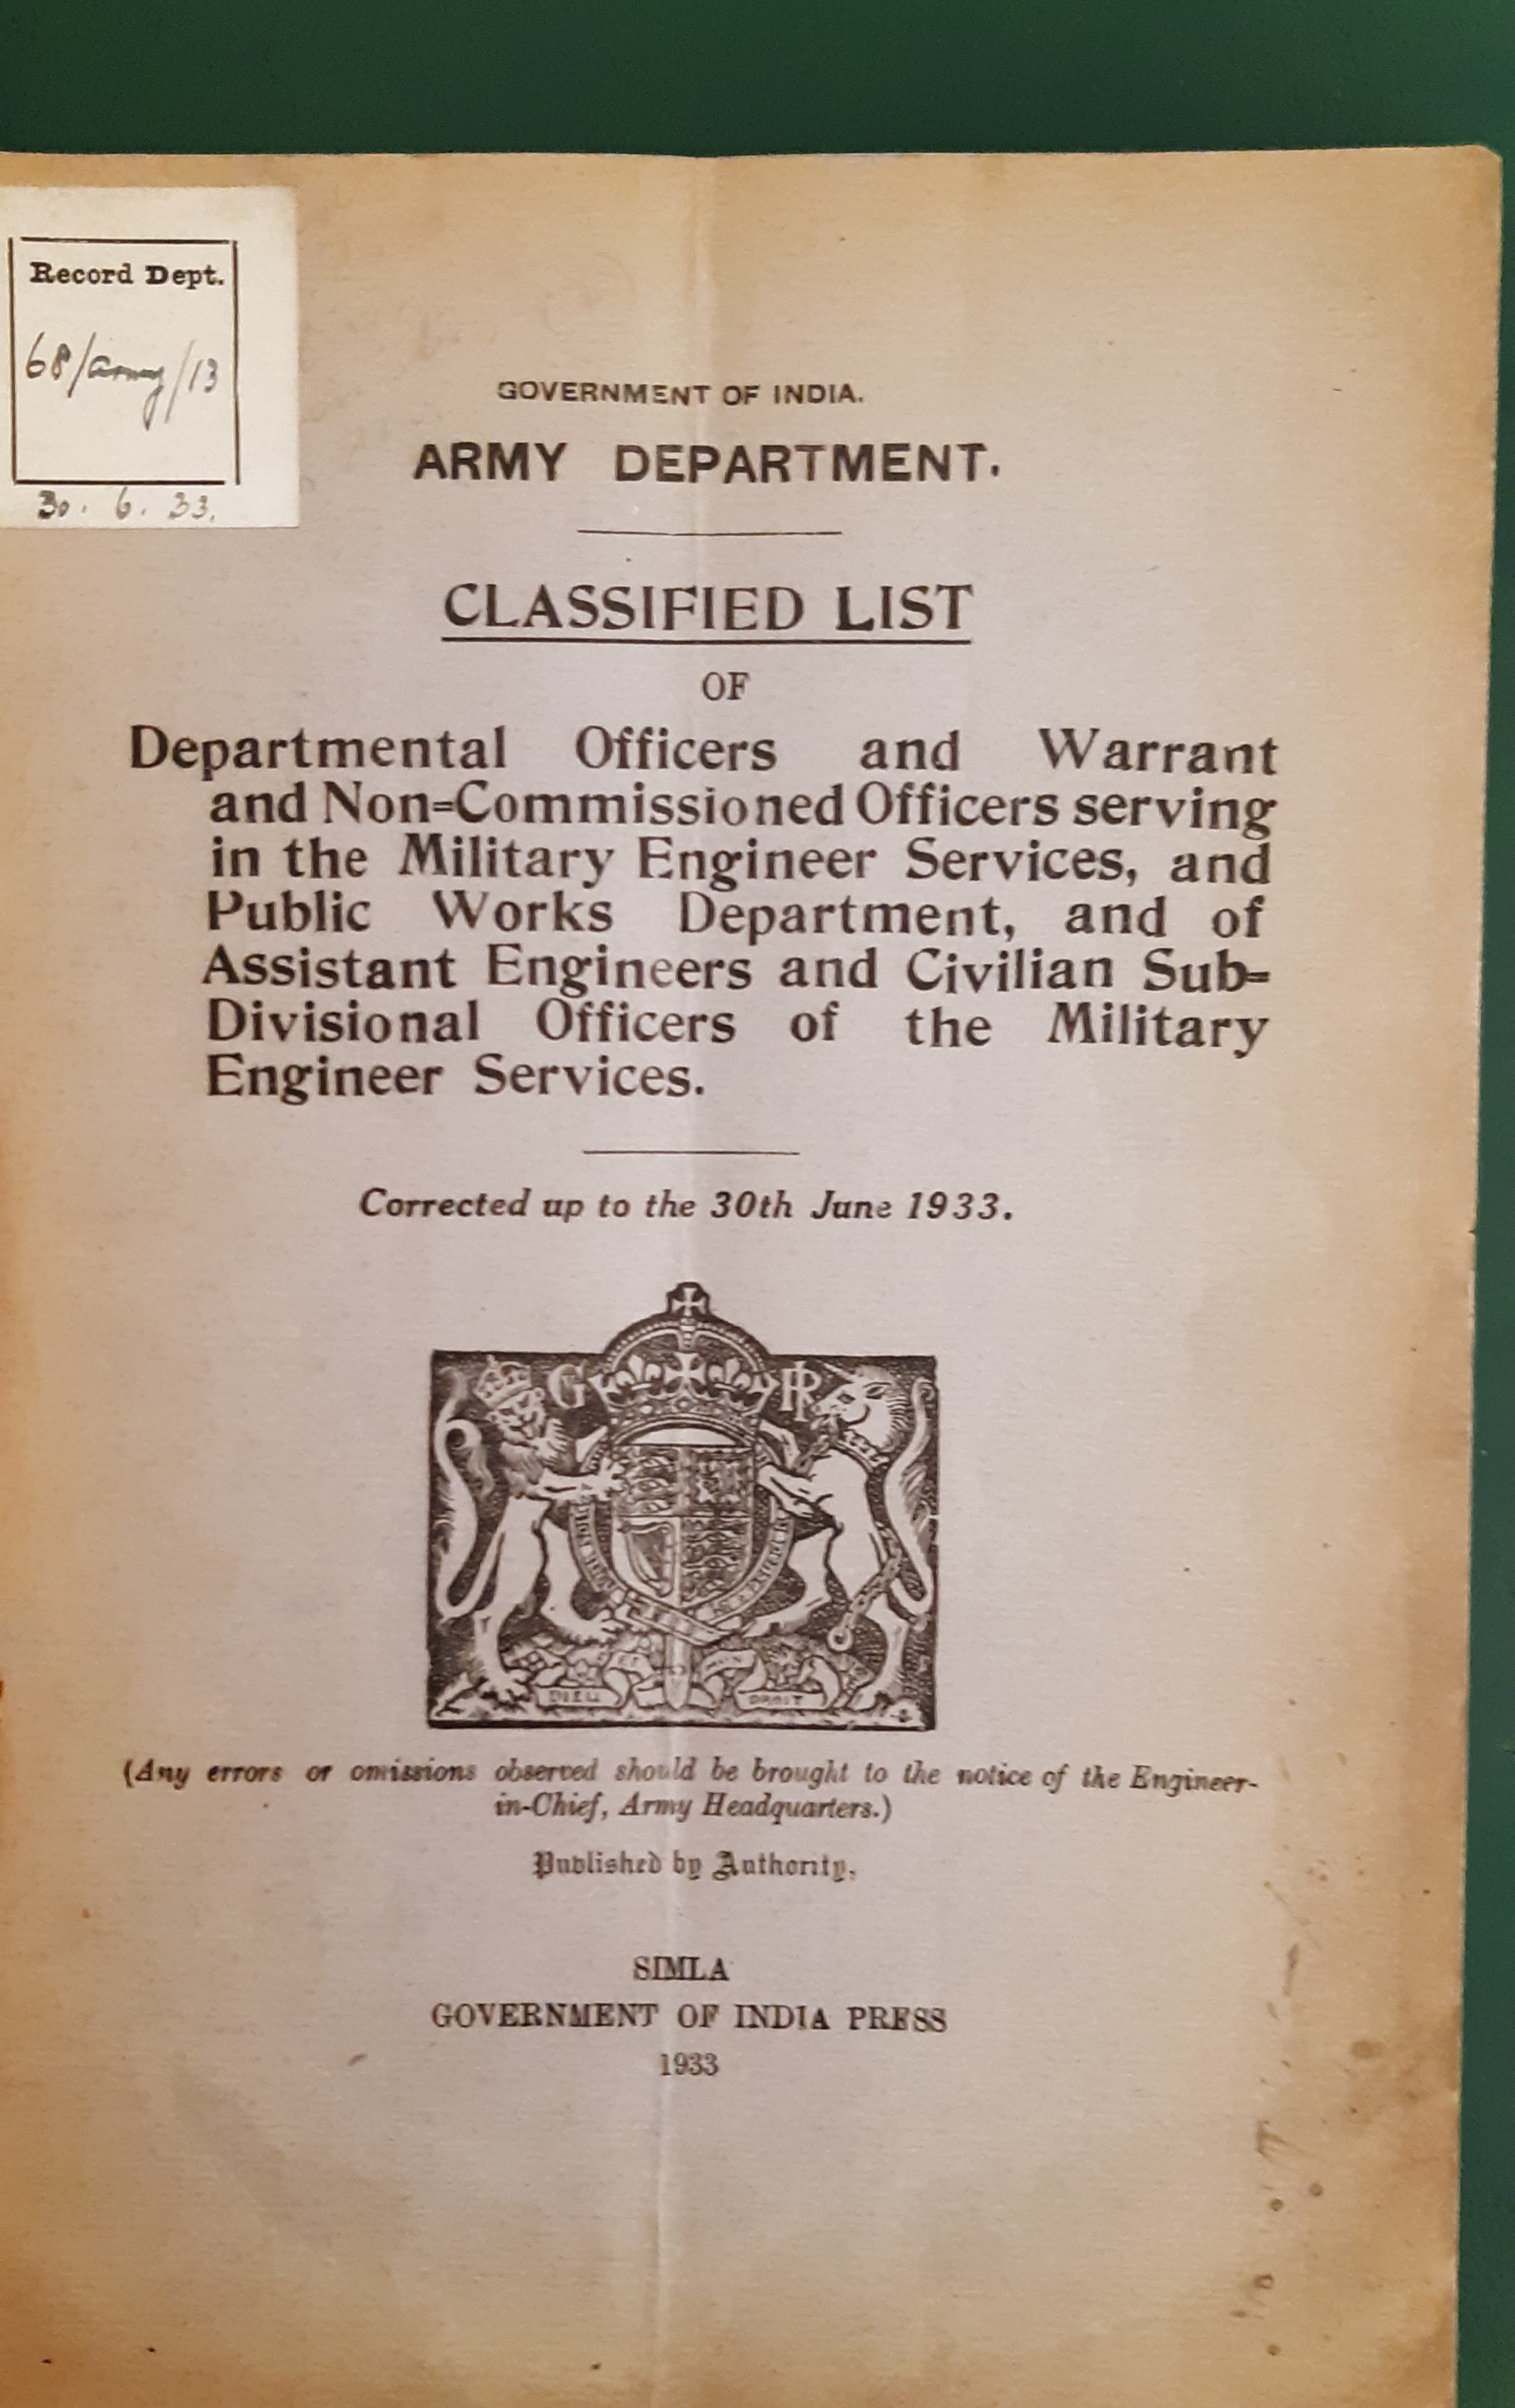 Record Dept.
68/Army/13
30. 6. 33.
GOVERNMENT OF INDIA.
ARMY DEPARTMENT.
CLASSIFIED LIST
OF
Departmental Officers and Warrant
and Non=Commissioned Officers serving
in the Military Engineer Services, and
Public Works Department, and of
Assistant Engineers and Civilian Sub=
Divisional Officers of the Military
Engineer Services.
Corrected up to the 30th June 1933.
G R
ET MON
DIEU DROIT
(Any errors or omissions observed should be brought to the notice of the Engineer-
in-Chief, Army Headquarters.)
Published by Authority.
SIMLA
GOVERNMENT OF INDIA PRESS
1933